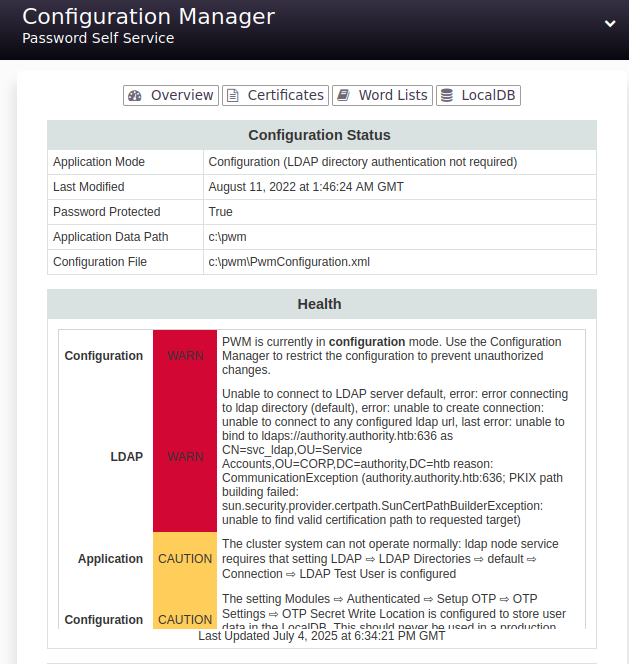 Configuration Manager
Password Self Service
Overview Certificates Word Lists LocalDB
Configuration Status
Application Mode Configuration (LDAP directory authentication not required)
Last Modified August 11, 2022 at 1:46:24 AM GMT
Password Protected True
Application Data Path c:\pwm
Configuration File c:\pwm\PwmConfiguration.xml
Health
Configuration WARN PWM is currently in configuration mode. Use the Configuration
Manager to restrict the configuration to prevent unauthorized
changes.
LDAP WARN Unable to connect to LDAP server default, error: error connecting
to ldap directory (default), error: unable to create connection:
unable to connect to any configured ldap url, last error: unable to
bind to ldaps://authority.authority.htb:636 as
CN=svc_ldap,OU=Service
Accounts,OU=CORP,DC=authority,DC=htb reason:
CommunicationException (authority.authority.htb:636; PKIX path
building failed:
sun.security.provider.certpath.SunCertPathBuilderException:
unable to find valid certification path to requested target)
Application CAUTION The cluster system can not operate normally: ldap node service
requires that setting LDAP ⇨ LDAP Directories ⇨ default ⇨
Connection ⇨ LDAP Test User is configured
Configuration CAUTION The setting Modules ⇨ Authenticated ⇨ Setup OTP ⇨ OTP
Settings ⇨ OTP Secret Write Location is configured to store user
data in the LocalDB. This should never be used in a production
Last Updated July 4, 2025 at 6:34:21 PM GMT